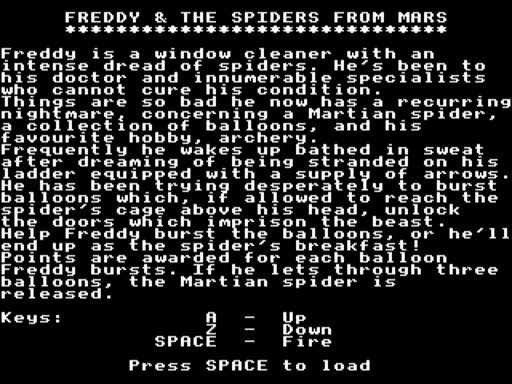 FREDDY & THE SPIDERS FROM MARS
******************************
Freddy is a window cleaner with an
intense dread of spiders. He's been to
his doctor and innumerable specialists
who cannot cure his condition.
Things are so bad he now has a recurring
nightmare, concerning a Martian spider,
a collection of balloons, and his
favourite hobby, archery.
Frequently he wakes up bathed in sweat
after dreaming of being stranded on his
ladder equipped with a supply of arrows.
He has been trying desperately to burst
balloons which, if allowed to reach the
spider's cage above his head, unlock
the doors which imprison the beast.
Help Freddy burst the balloons, or he'll
end up as the spider's breakfast!
Points are awarded for each balloon
Freddy bursts. If he lets through three
balloons, the Martian spider is
released.
Keys: A - Up
Z - Down
SPACE - Fire
Press SPACE to load